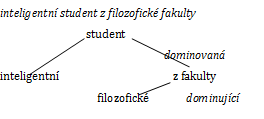 inteligentní student z filozofické fakulty
student
dominovaná
inteligentní z fakulty
filozofické dominující